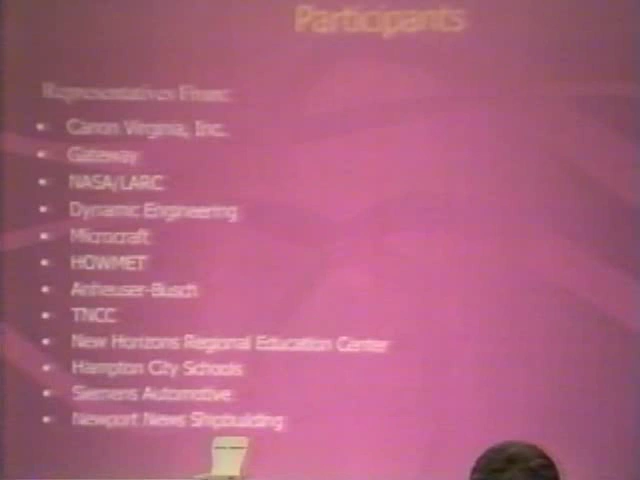 Participants
Representatives From:
• Canon Virginia, Inc.
• Gateway
• NASA/LARC
• Dynamic Engineering
• Microcraft
• HOWMET
• Anheuser-Busch
• TNCC
• New Horizons Regional Education Center
• Hampton City Schools
• Siemens Automotive
• Newport News Shipbuilding